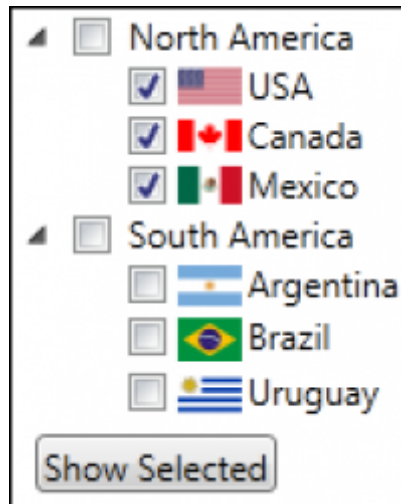 North America
USA
Canada
Mexico
South America
Argentina
Brazil
Uruguay
Show Selected